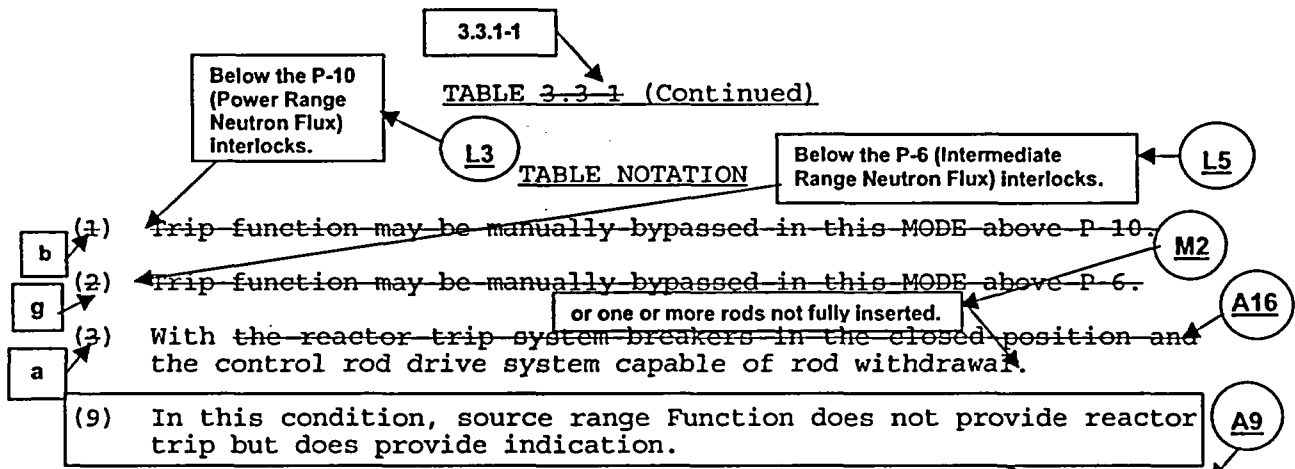 3.3.1-1
Below the P-10
(Power Range
Neutron Flux)
interlocks.
TABLE 3.3-1 (Continued)
L3
Below the P-6 (Intermediate
Range Neutron Flux) interlocks.
L5
TABLE NOTATION
(1) Trip function may be manually bypassed in this MODE above P-10.
b
M2
(2) Trip function may be manually bypassed in this MODE above P-6.
g
or one or more rods not fully inserted.
A16
(3) With the reactor trip system breakers in the closed position and
the control rod drive system capable of rod withdrawal.
a
(9) In this condition, source range Function does not provide reactor
trip but does provide indication.
A9